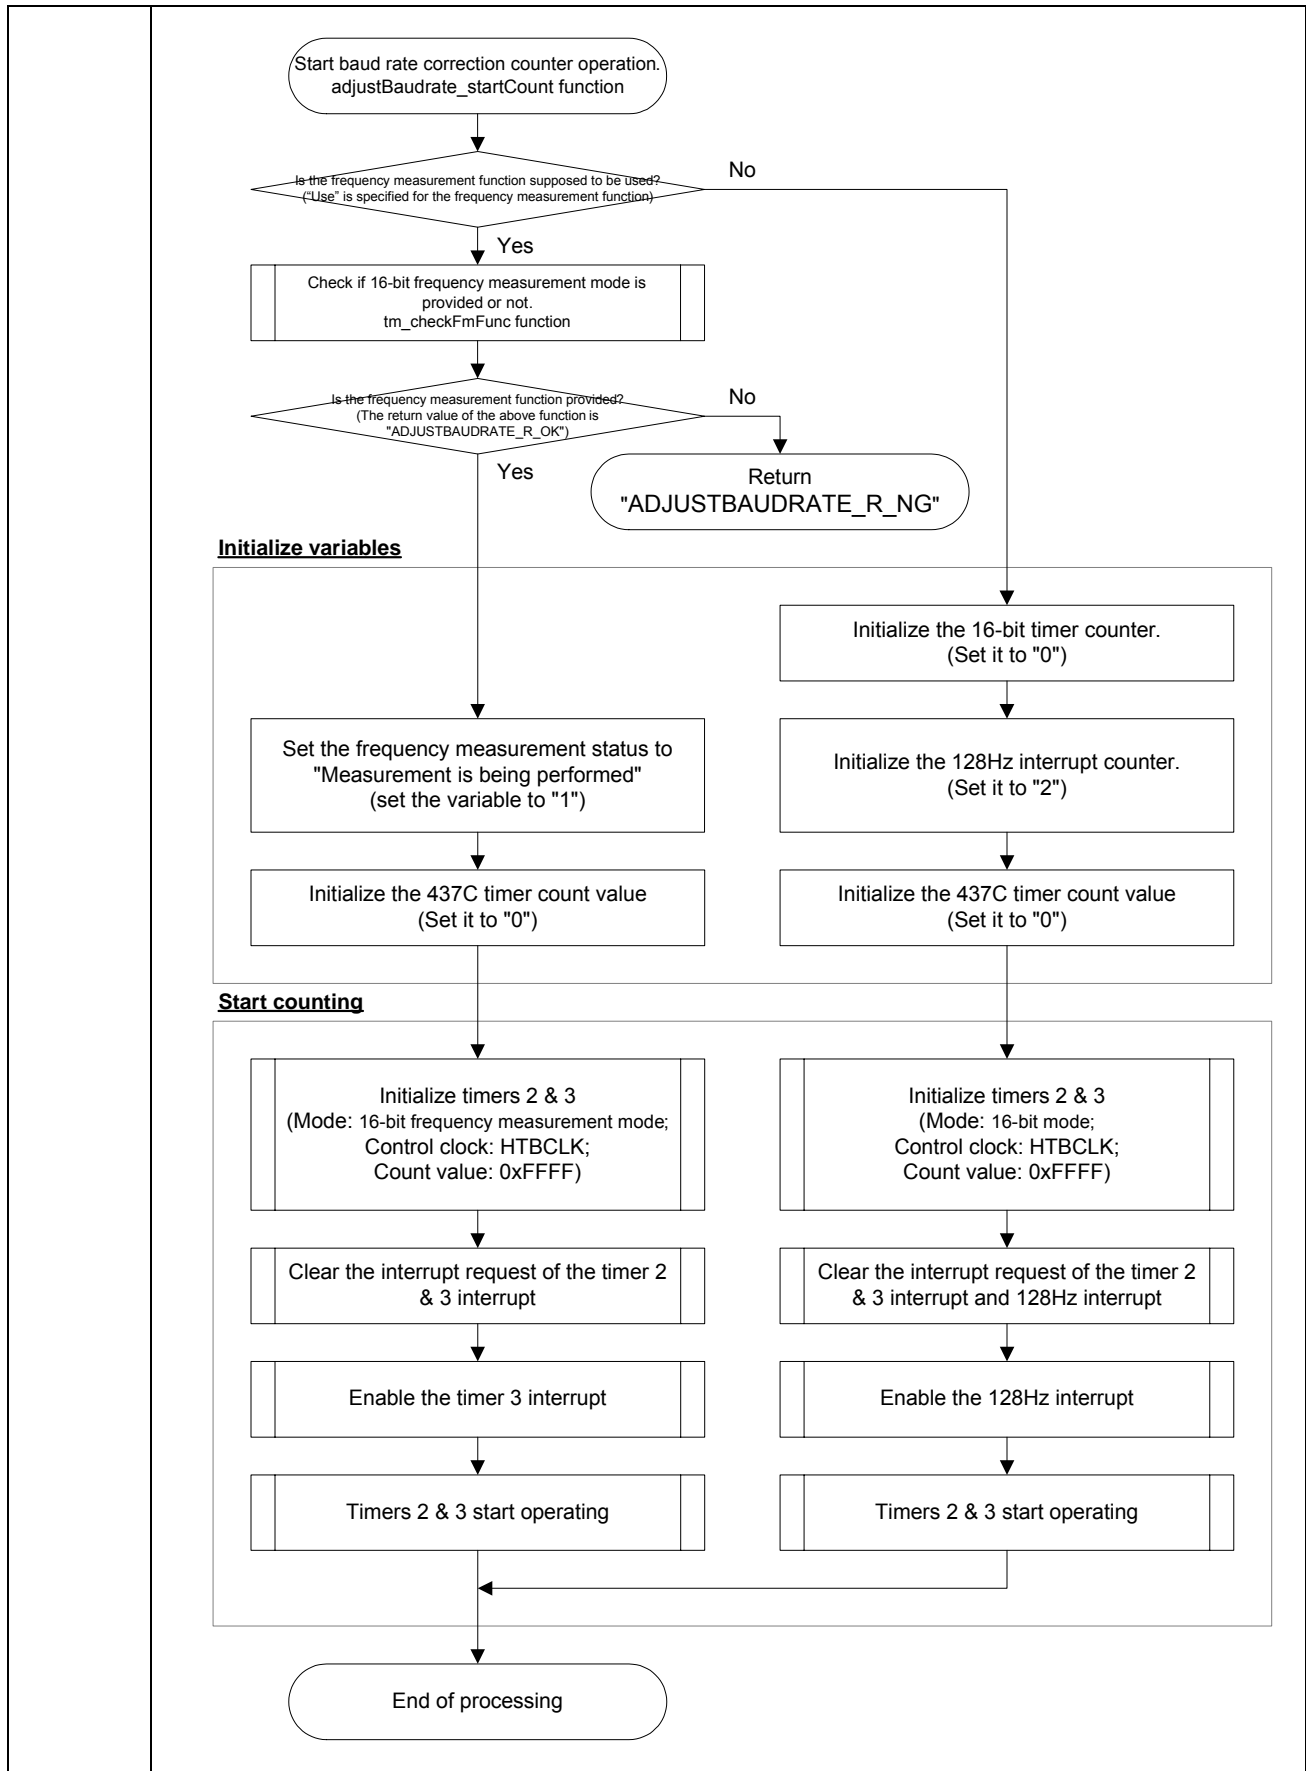 Start baud rate correction counter operation.
adjustBaudrate_startCount function
Is the frequency measurement function supposed to be used?
("Use" is specified for the frequency measurement function)
No
Yes
Check if 16-bit frequency measurement mode is
provided or not.
tm_checkFmFunc function
Is the frequency measurement function provided?
(The return value of the above function is
"ADJUSTBAUDRATE_R_OK")
No
Yes
Return
"ADJUSTBAUDRATE_R_NG"
Initialize variables
Initialize the 16-bit timer counter.
(Set it to "0")
Set the frequency measurement status to
"Measurement is being performed"
(set the variable to "1")
Initialize the 128Hz interrupt counter.
(Set it to "2")
Initialize the 437C timer count value
(Set it to "0")
Initialize the 437C timer count value
(Set it to "0")
Start counting
Initialize timers 2 & 3
(Mode: 16-bit frequency measurement mode;
Control clock: HTBCLK;
Count value: 0xFFFF)
Initialize timers 2 & 3
(Mode: 16-bit mode;
Control clock: HTBCLK;
Count value: 0xFFFF)
Clear the interrupt request of the timer 2
& 3 interrupt
Clear the interrupt request of the timer 2
& 3 interrupt and 128Hz interrupt
Enable the timer 3 interrupt
Enable the 128Hz interrupt
Timers 2 & 3 start operating
Timers 2 & 3 start operating
End of processing